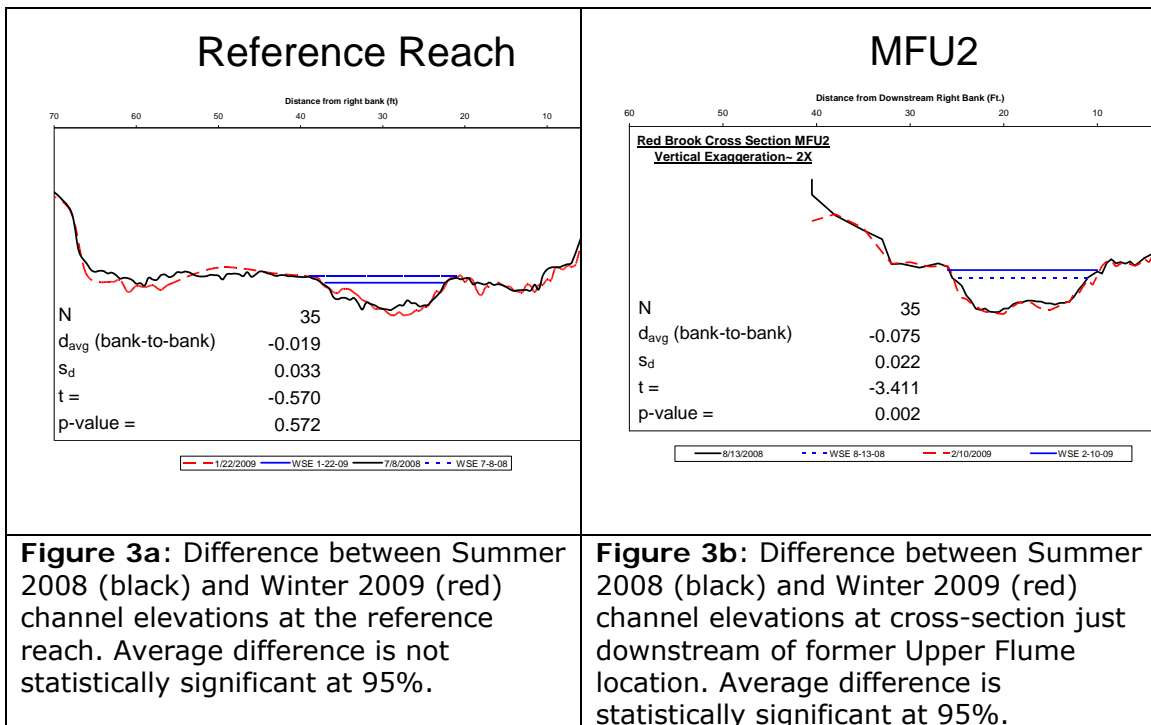 Reference Reach
Distance from right bank (ft)
70 60 50 40 30 20 10
N 35
davg (bank-to-bank) -0.019
sd 0.033
t = -0.570
p-value = 0.572
1/22/2009 WSE 1-22-09 7/8/2008 WSE 7-8-08
MFU2
Distance from Downstream Right Bank (Ft.)
60 50 40 30 20 10
Red Brook Cross Section MFU2
Vertical Exaggeration~ 2X
N 35
davg (bank-to-bank) -0.075
sd 0.022
t = -3.411
p-value = 0.002
8/13/2008 WSE 8-13-08 2/10/2009 WSE 2-10-09
Figure 3a: Difference between Summer
2008 (black) and Winter 2009 (red)
channel elevations at the reference
reach. Average difference is not
statistically significant at 95%.
Figure 3b: Difference between Summer
2008 (black) and Winter 2009 (red)
channel elevations at cross-section just
downstream of former Upper Flume
location. Average difference is
statistically significant at 95%.